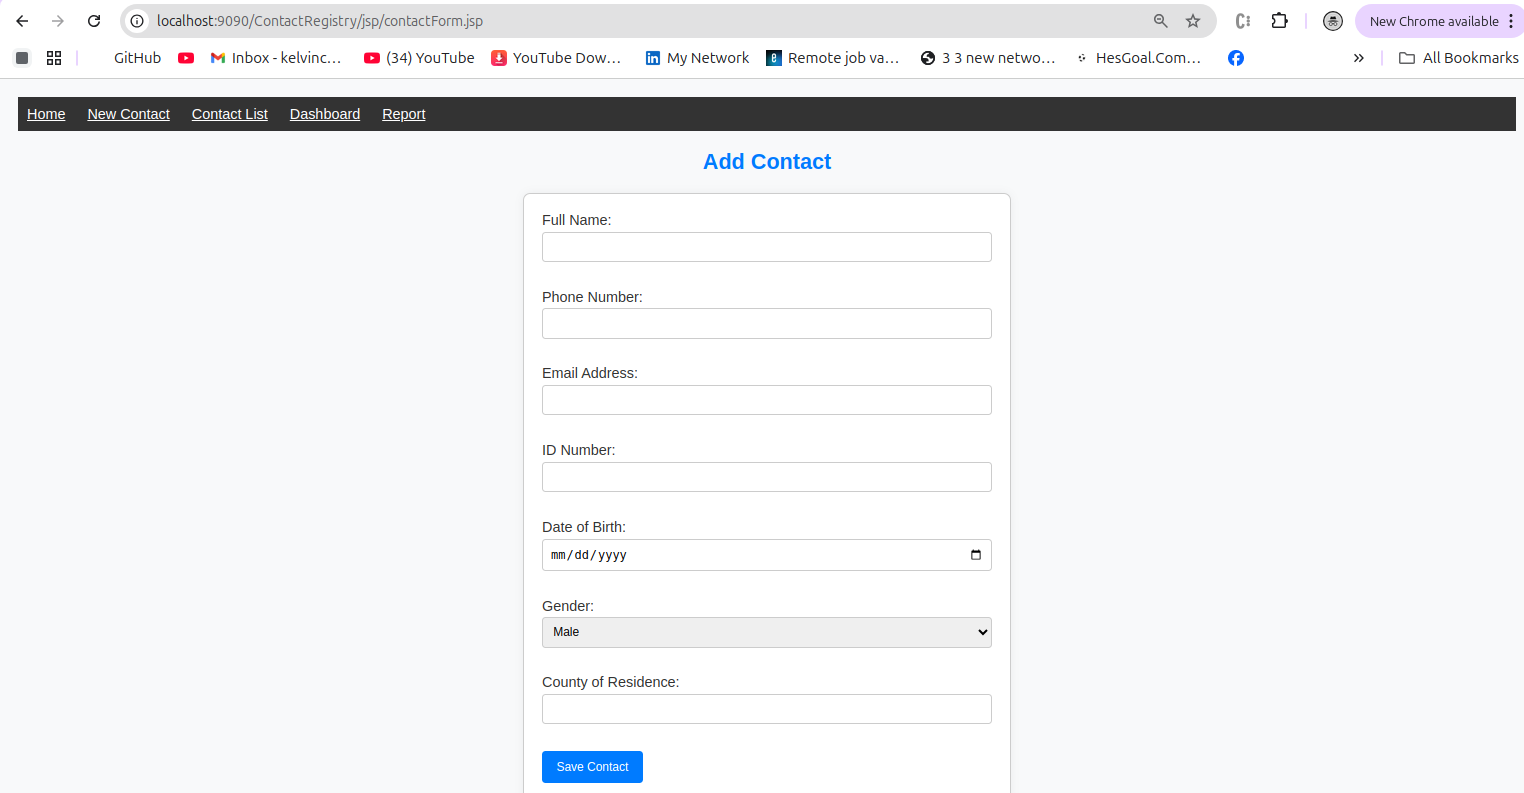 localhost:9090/ContactRegistry/jsp/contactForm.jsp
New Chrome available
GitHub
Inbox - kelvinc…
(34) YouTube
YouTube Dow…
My Network
Remote job va…
3 3 new netwo…
HesGoal.Com…
All Bookmarks
Home New Contact Contact List Dashboard Report
Add Contact
Full Name:
Phone Number:
Email Address:
ID Number:
Date of Birth:
mm/dd/yyyy
Gender:
Male
County of Residence:
Save Contact